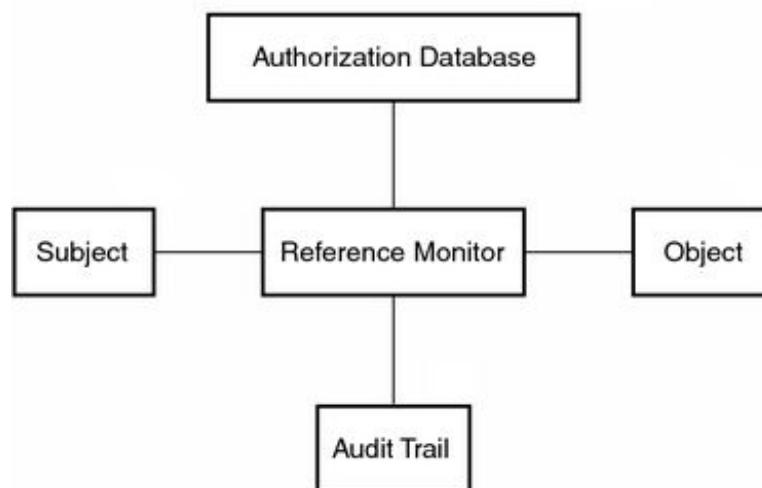 Authorization Database
Subject
Reference Monitor
Object
Audit Trail